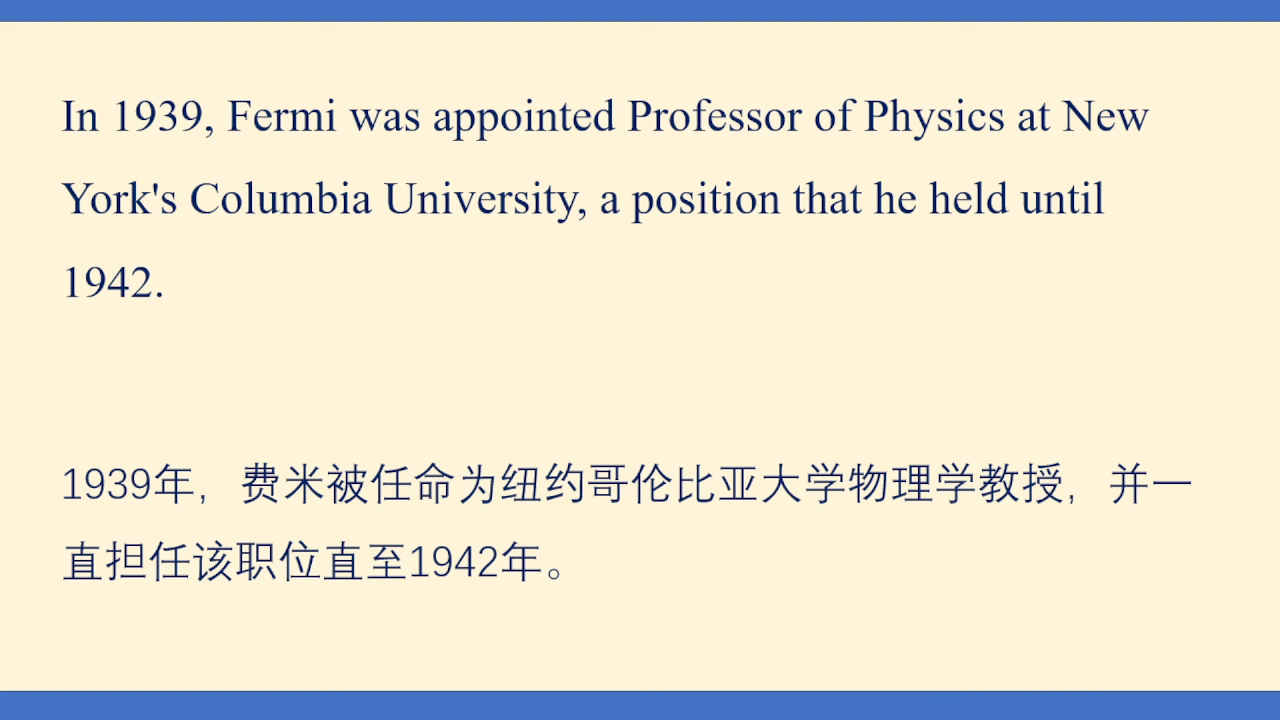 In 1939, Fermi was appointed Professor of Physics at New
York's Columbia University, a position that he held until
1942.
1939年，费米被任命为纽约哥伦比亚大学物理学教授，并一
直担任该职位直至1942年。